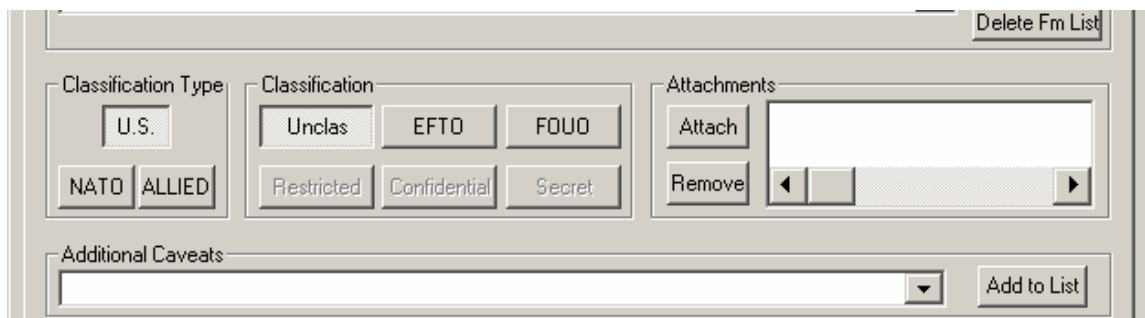 Delete Fm List
Classification Type
Classification
Attachments
U.S.
Unclas
EFTO
FOUO
Attach
NATO
ALLIED
Restricted
Confidential
Secret
Remove
Additional Caveats
Add to List